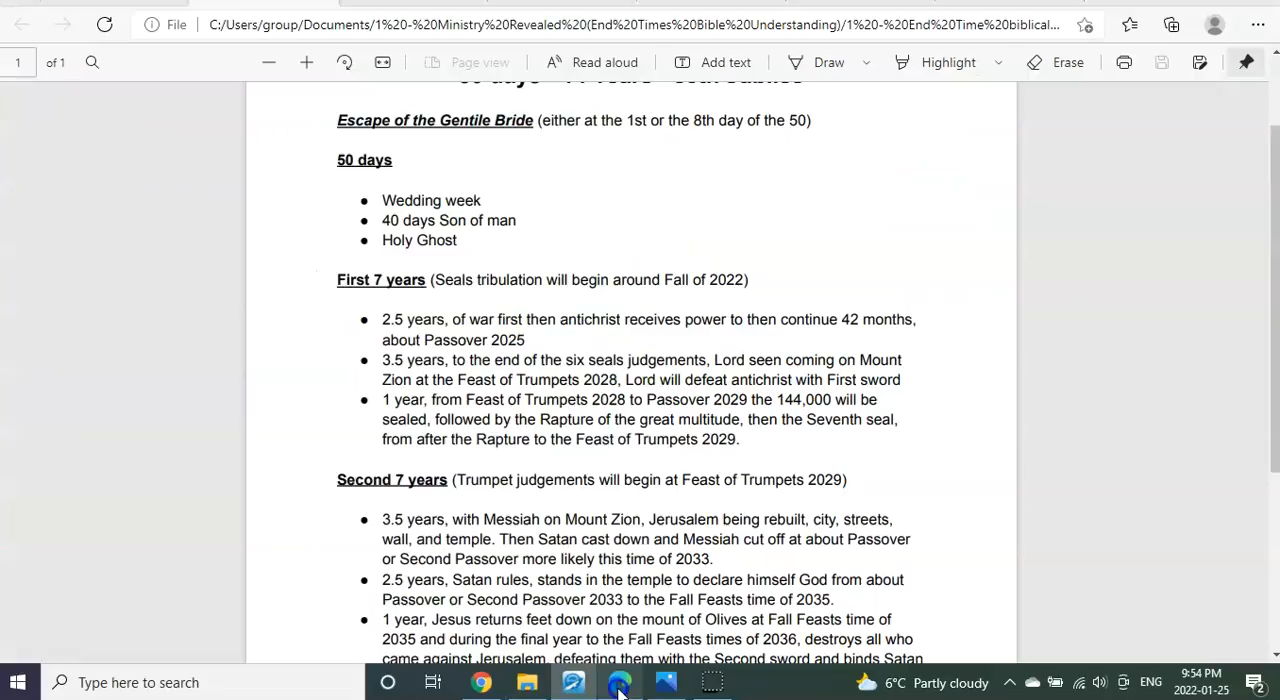 File C:/Users/group/Documents/1%20-%20Ministry%20Revealed%20(End%20Times%20Bible%20Understanding)/1%20-%20End%20Time%20biblical...
1 of 1 Page view Read aloud Add text Draw Highlight Erase
Escape of the Gentile Bride (either at the 1st or the 8th day of the 50)
50 days
● Wedding week
● 40 days Son of man
● Holy Ghost
First 7 years (Seals tribulation will begin around Fall of 2022)
● 2.5 years, of war first then antichrist receives power to then continue 42 months,
about Passover 2025
● 3.5 years, to the end of the six seals judgements, Lord seen coming on Mount
Zion at the Feast of Trumpets 2028, Lord will defeat antichrist with First sword
● 1 year, from Feast of Trumpets 2028 to Passover 2029 the 144,000 will be
sealed, followed by the Rapture of the great multitude, then the Seventh seal,
from after the Rapture to the Feast of Trumpets 2029.
Second 7 years (Trumpet judgements will begin at Feast of Trumpets 2029)
● 3.5 years, with Messiah on Mount Zion, Jerusalem being rebuilt, city, streets,
wall, and temple. Then Satan cast down and Messiah cut off at about Passover
or Second Passover more likely this time of 2033.
● 2.5 years, Satan rules, stands in the temple to declare himself God from about
Passover or Second Passover 2033 to the Fall Feasts time of 2035.
● 1 year, Jesus returns feet down on the mount of Olives at Fall Feasts time of
2035 and during the final year to the Fall Feasts times of 2036, destroys all who
came against Jerusalem, defeating them with the Second sword and binds Satan
Type here to search 6°C Partly cloudy ENG 9:54 PM
2022-01-25 2